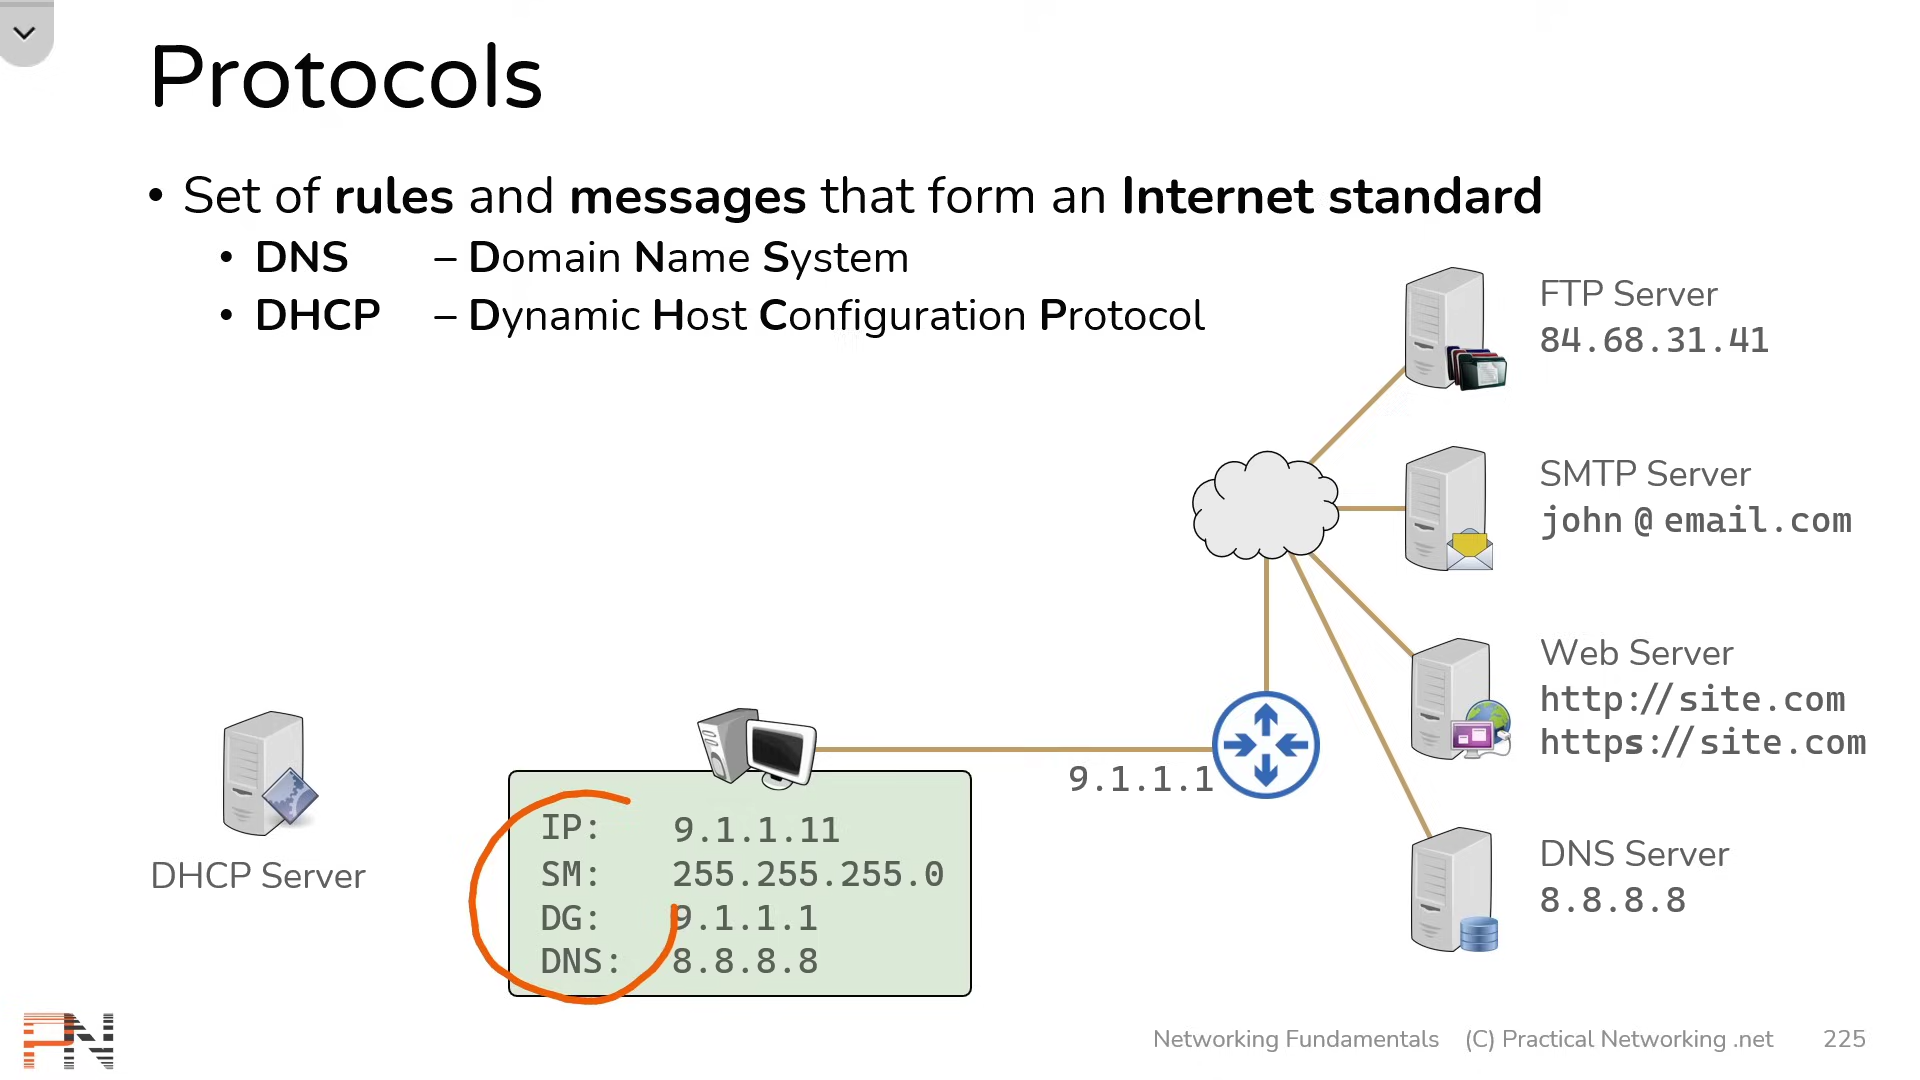 Protocols
• Set of rules and messages that form an Internet standard
• DNS – Domain Name System
• DHCP – Dynamic Host Configuration Protocol
FTP Server
84.68.31.41
SMTP Server
john@email.com
Web Server
http://site.com
https://site.com
DNS Server
8.8.8.8
9.1.1.1
DHCP Server
IP: 9.1.1.11
SM: 255.255.255.0
DG: 9.1.1.1
DNS: 8.8.8.8
PN
Networking Fundamentals (C) Practical Networking .net 225